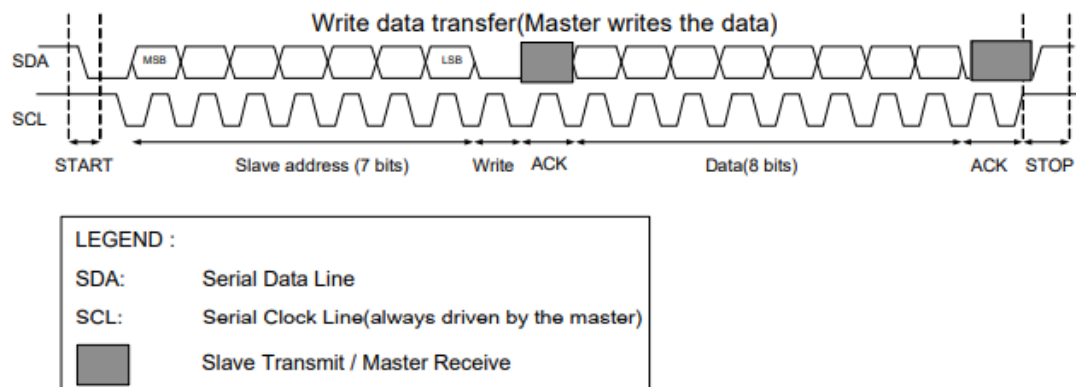 Write data transfer(Master writes the data)
SDA MSB LSB
SCL
START Slave address (7 bits) Write ACK Data(8 bits) ACK STOP
LEGEND :
SDA: Serial Data Line
SCL: Serial Clock Line(always driven by the master)
Slave Transmit / Master Receive